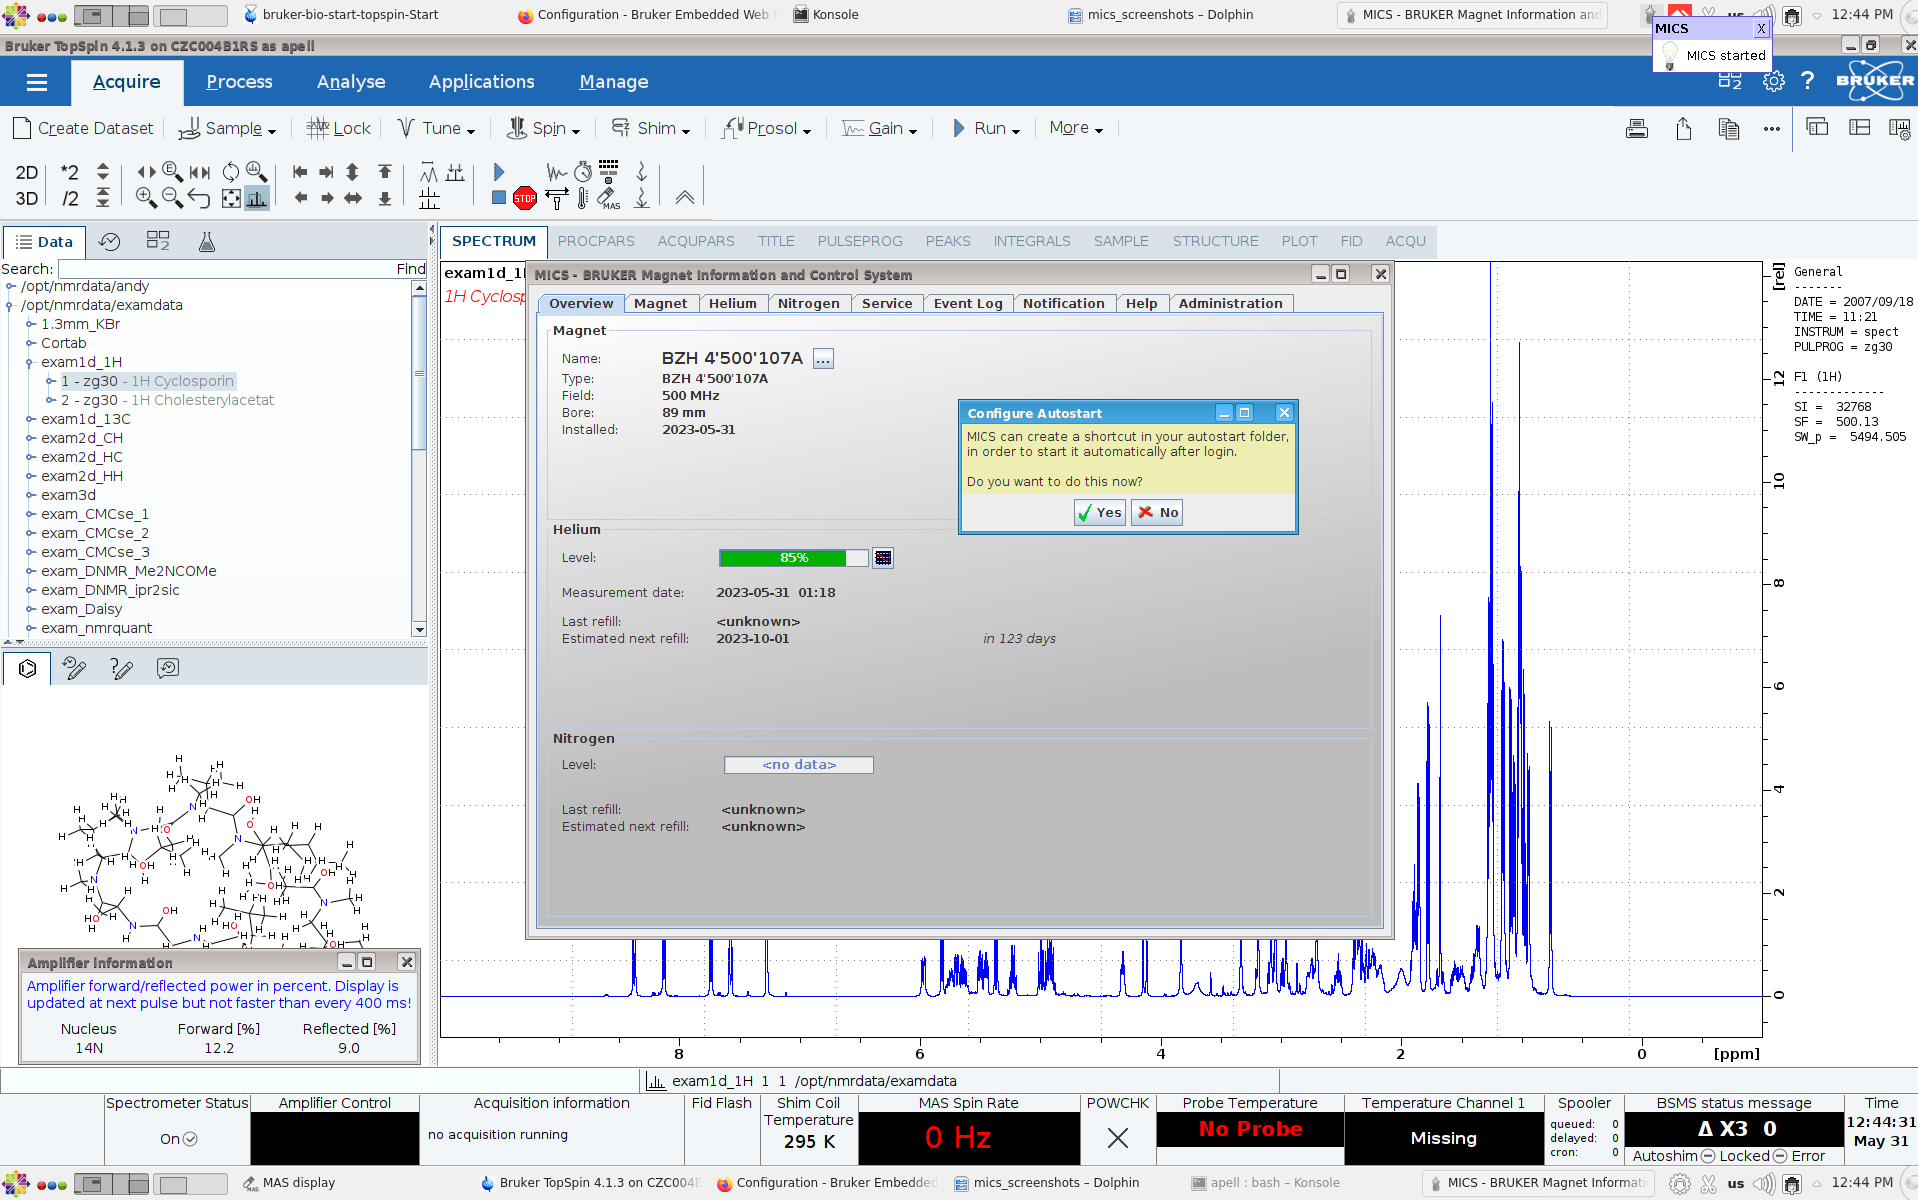 bruker-bio-start-topspin-Start
Configuration - Bruker Embedded Web
Konsole
mics_screenshots – Dolphin
MICS - BRUKER Magnet Information and
us
12:44 PM
Bruker TopSpin 4.1.3 on CZC004B1RS as apell
MICS
X
MICS started
Acquire
Process
Analyse
Applications
Manage
?
BRUKER
Create Dataset
Sample
Lock
Tune
Spin
Shim
Prosol
Gain
Run
More
2D
*2
3D
/2
STOP
MAS
Data
SPECTRUM
PROCPARS
ACQUPARS
TITLE
PULSEPROG
PEAKS
INTEGRALS
SAMPLE
STRUCTURE
PLOT
FID
ACQU
Search:
Find
/opt/nmrdata/andy
/opt/nmrdata/examdata
1.3mm_KBr
Cortab
exam1d_1H
1 - zg30 - 1H Cyclosporin
2 - zg30 - 1H Cholesterylacetat
exam1d_13C
exam2d_CH
exam2d_HC
exam2d_HH
exam3d
exam_CMCse_1
exam_CMCse_2
exam_CMCse_3
exam_DNMR_Me2NCOMe
exam_DNMR_ipr2sic
exam_Daisy
exam_nmrquant
exam1d_1H
1H Cyclosp
MICS - BRUKER Magnet Information and Control System
Overview
Magnet
Helium
Nitrogen
Service
Event Log
Notification
Help
Administration
Magnet
Name: BZH 4'500'107A ...
Type: BZH 4'500'107A
Field: 500 MHz
Bore: 89 mm
Installed: 2023-05-31
Configure Autostart
MICS can create a shortcut in your autostart folder,
in order to start it automatically after login.
Do you want to do this now?
Yes
No
Helium
Level: 85%
Measurement date: 2023-05-31 01:18
Last refill: <unknown>
Estimated next refill: 2023-10-01 in 123 days
Nitrogen
Level: <no data>
Last refill: <unknown>
Estimated next refill: <unknown>
[rel]
12
10
8
6
4
2
0
General
-------
DATE = 2007/09/18
TIME = 11:21
INSTRUM = spect
PULPROG = zg30
F1 (1H)
-------------
SI = 32768
SF = 500.13
SW_p = 5494.505
8
6
4
2
0
[ppm]
Amplifier information
Amplifier forward/reflected power in percent. Display is
updated at next pulse but not faster than every 400 ms!
Nucleus Forward [%] Reflected [%]
14N 12.2 9.0
exam1d_1H 1 1 /opt/nmrdata/examdata
Spectrometer Status
On
Amplifier Control
Acquisition information
no acquisition running
Fid Flash
Shim Coil
Temperature
295 K
MAS Spin Rate
0 Hz
POWCHK
Probe Temperature
No Probe
Temperature Channel 1
Missing
Spooler
queued: 0
delayed: 0
cron: 0
BSMS status message
Δ X3 0
Autoshim Locked Error
Time
12:44:31
May 31
MAS display
Bruker TopSpin 4.1.3 on CZC004B
Configuration - Bruker Embedded
mics_screenshots – Dolphin
apell : bash – Konsole
MICS - BRUKER Magnet Informati
us
12:44 PM